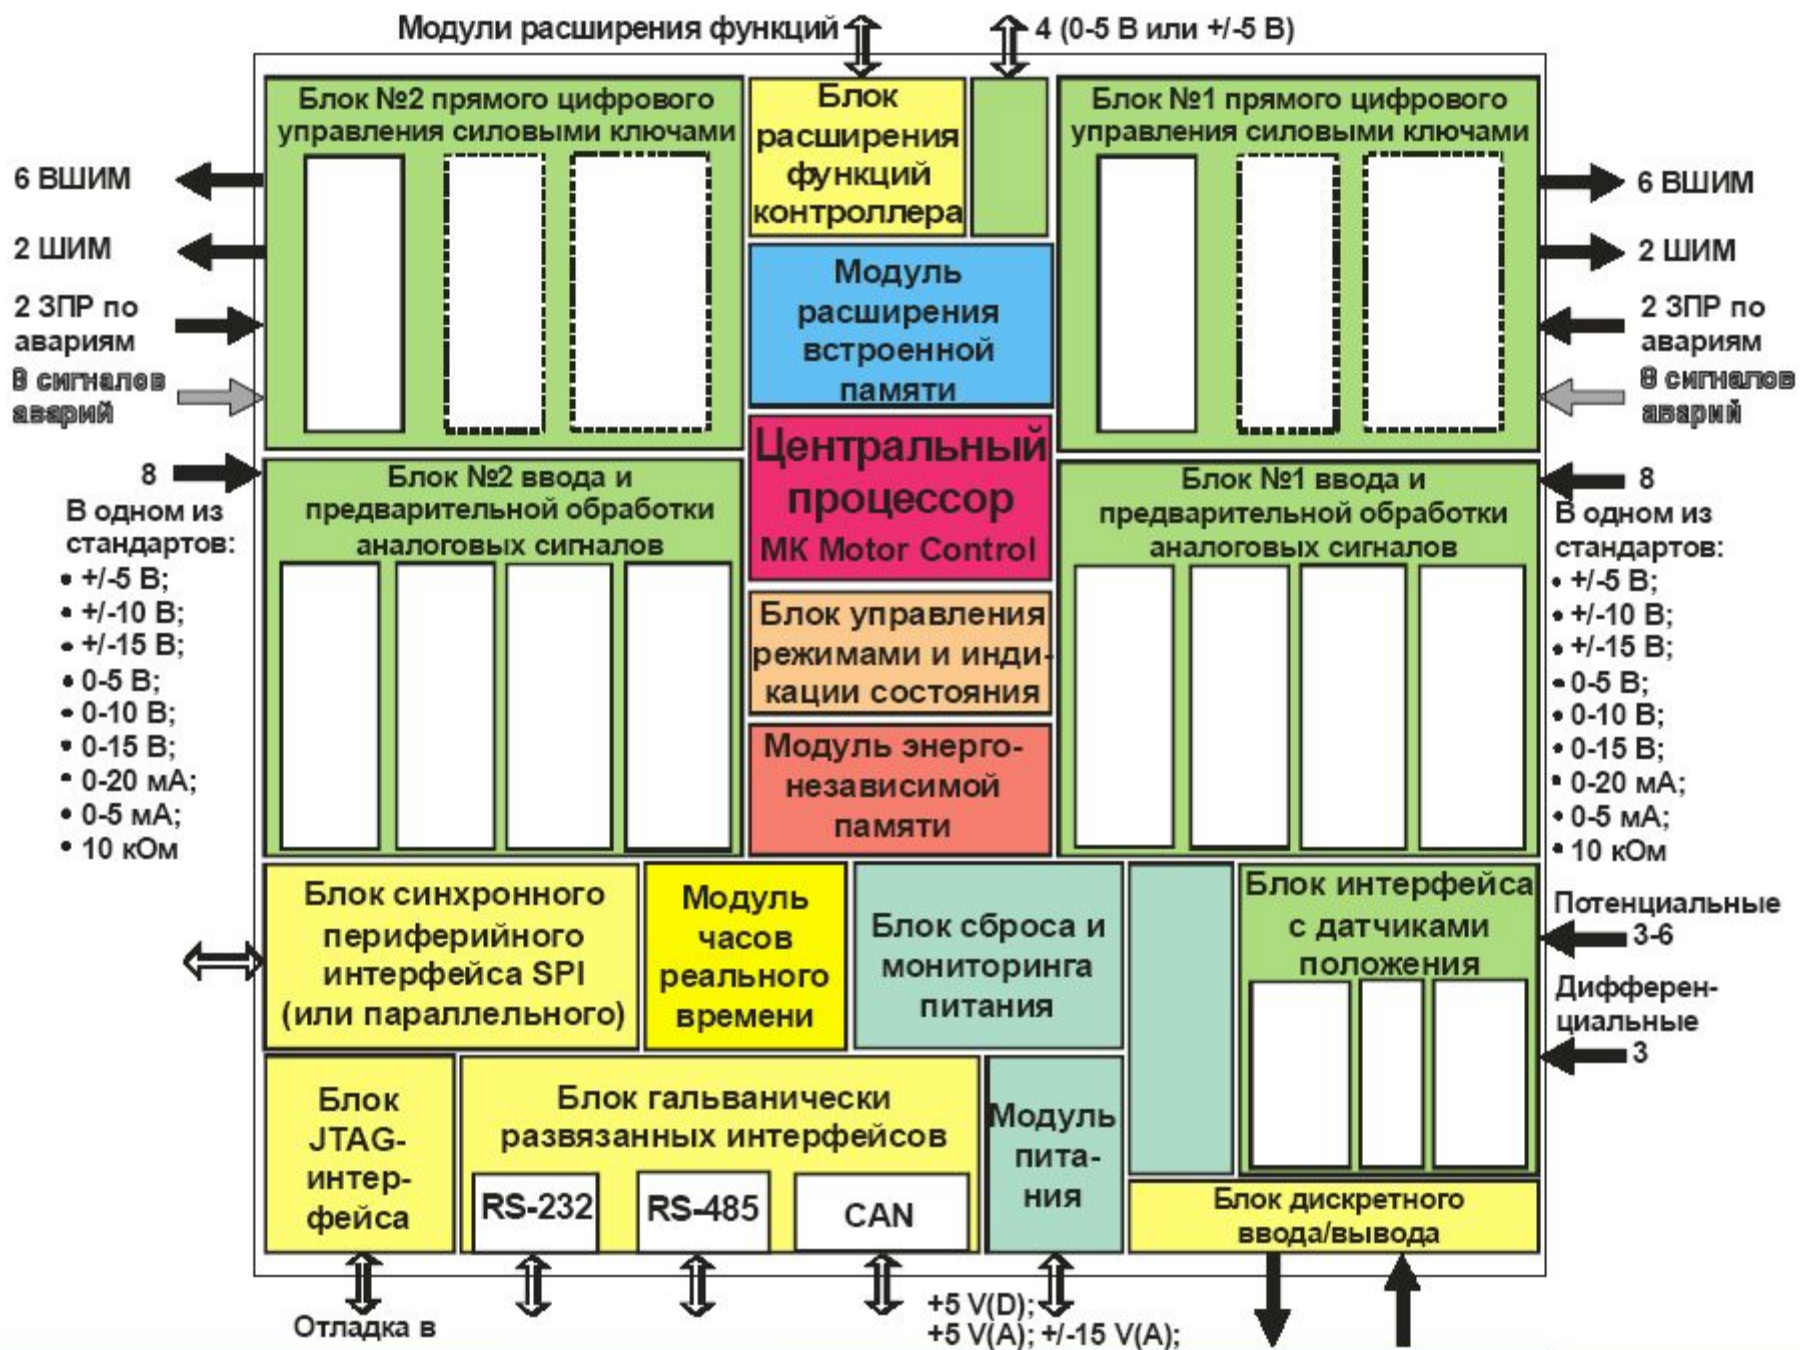 Модули расширения функций
4 (0-5 В или +/-5 В)
Блок №2 прямого цифрового
управления силовыми ключами
Блок
расширения
функций
контроллера
Блок №1 прямого цифрового
управления силовыми ключами
6 ВШИМ
2 ШИМ
2 ЗПР по
авариям
8 сигналов
аварий
6 ВШИМ
2 ШИМ
2 ЗПР по
авариям
8 сигналов
аварий
Модуль
расширения
встроенной
памяти
Центральный
процессор
МК Motor Control
8
В одном из
стандартов:
• +/-5 В;
• +/-10 В;
• +/-15 В;
• 0-5 В;
• 0-10 В;
• 0-15 В;
• 0-20 мА;
• 0-5 мА;
• 10 кОм
Блок №2 ввода и
предварительной обработки
аналоговых сигналов
Блок №1 ввода и
предварительной обработки
аналоговых сигналов
8
В одном из
стандартов:
• +/-5 В;
• +/-10 В;
• +/-15 В;
• 0-5 В;
• 0-10 В;
• 0-15 В;
• 0-20 мА;
• 0-5 мА;
• 10 кОм
Блок управления
режимами и инди-
кации состояния
Модуль энерго-
независимой
памяти
Блок синхронного
периферийного
интерфейса SPI
(или параллельного)
Модуль
часов
реального
времени
Блок сброса и
мониторинга
питания
Блок интерфейса
с датчиками
положения
Потенциальные
3-6
Дифферен-
циальные
3
Блок
JTAG-
интер-
фейса
Блок гальванически
развязанных интерфейсов
RS-232
RS-485
CAN
Модуль
пита-
ния
Блок дискретного
ввода/вывода
Отладка в
+5 V(D);
+5 V(A); +/-15 V(A);